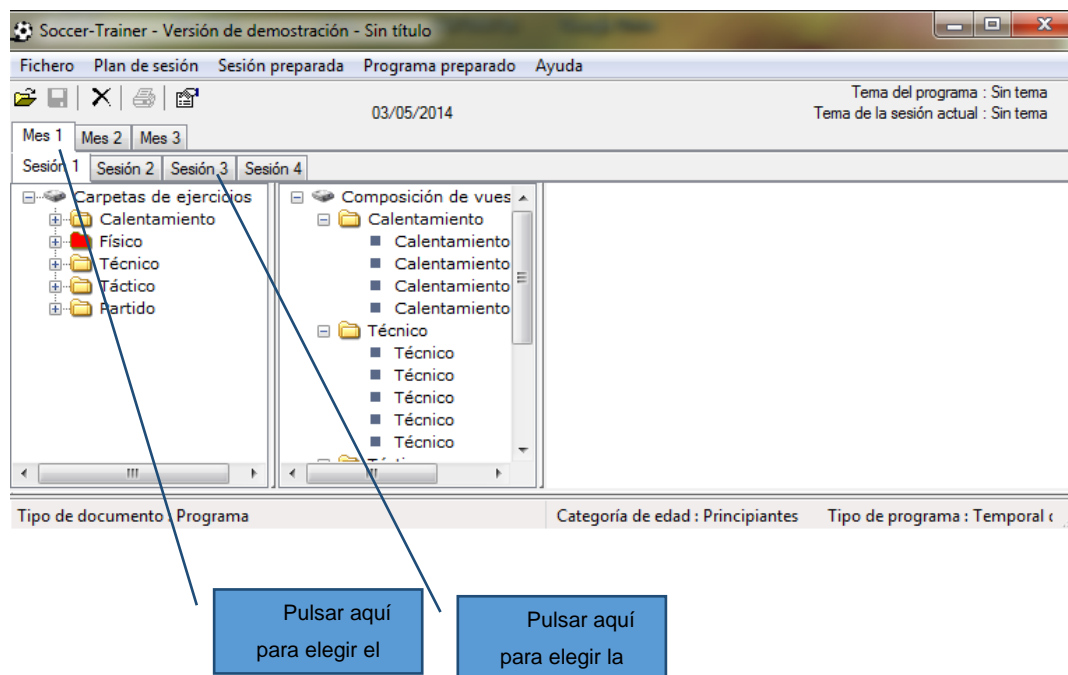 Soccer-Trainer - Versión de demostración - Sin título
Fichero Plan de sesión Sesión preparada Programa preparado Ayuda
03/05/2014
Tema del programa : Sin tema
Tema de la sesión actual : Sin tema
Mes 1 Mes 2 Mes 3
Sesión 1 Sesión 2 Sesión 3 Sesión 4
Carpetas de ejercicios
Calentamiento
Físico
Técnico
Táctico
Partido
Composición de vues
Calentamiento
Calentamiento
Calentamiento
Calentamiento
Calentamiento
Técnico
Técnico
Técnico
Técnico
Técnico
Técnico
Tipo de documento : Programa Categoría de edad : Principiantes Tipo de programa : Temporal
Pulsar aquí
para elegir el
Pulsar aquí
para elegir la